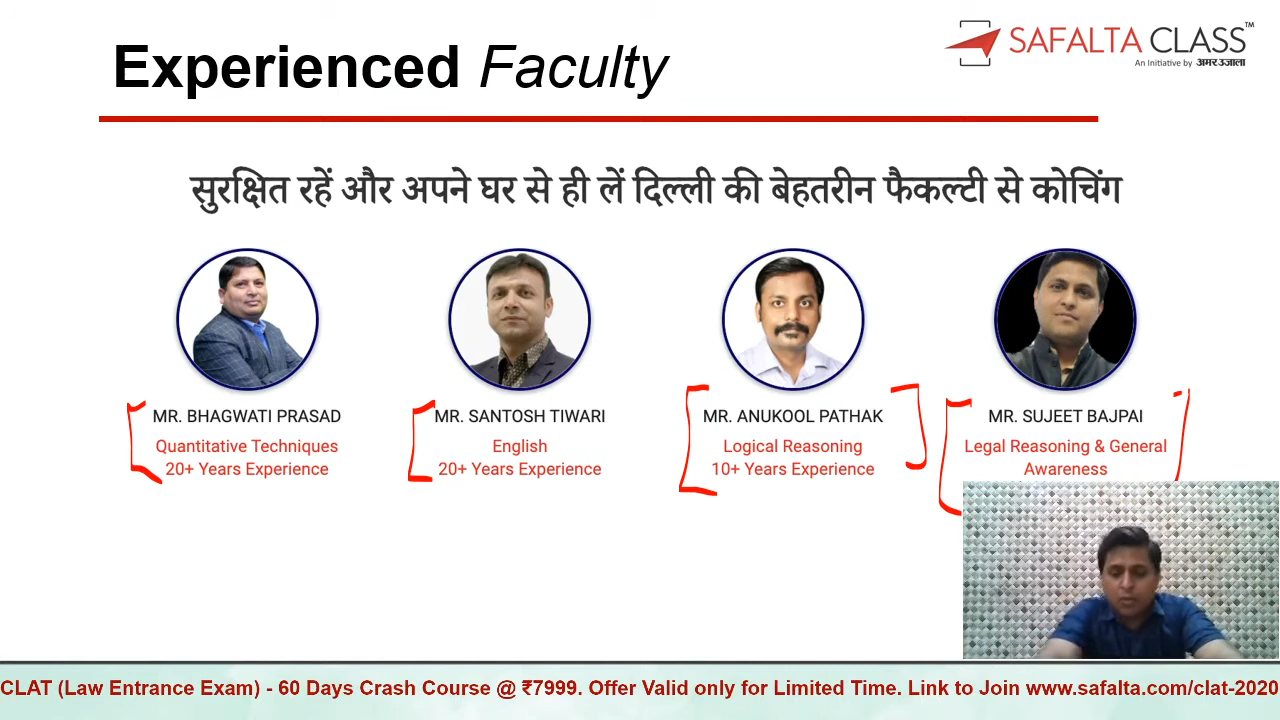 Experienced Faculty
SAFALTA CLASS™
An Initiative by अमर उजाला
सुरक्षित रहें और अपने घर से ही लें दिल्ली की बेहतरीन फैकल्टी से कोचिंग
MR. BHAGWATI PRASAD
Quantitative Techniques
20+ Years Experience
MR. SANTOSH TIWARI
English
20+ Years Experience
MR. ANUKOOL PATHAK
Logical Reasoning
10+ Years Experience
MR. SUJEET BAJPAI
Legal Reasoning & General
Awareness
CLAT (Law Entrance Exam) - 60 Days Crash Course @ ₹7999. Offer Valid only for Limited Time. Link to Join www.safalta.com/clat-2020